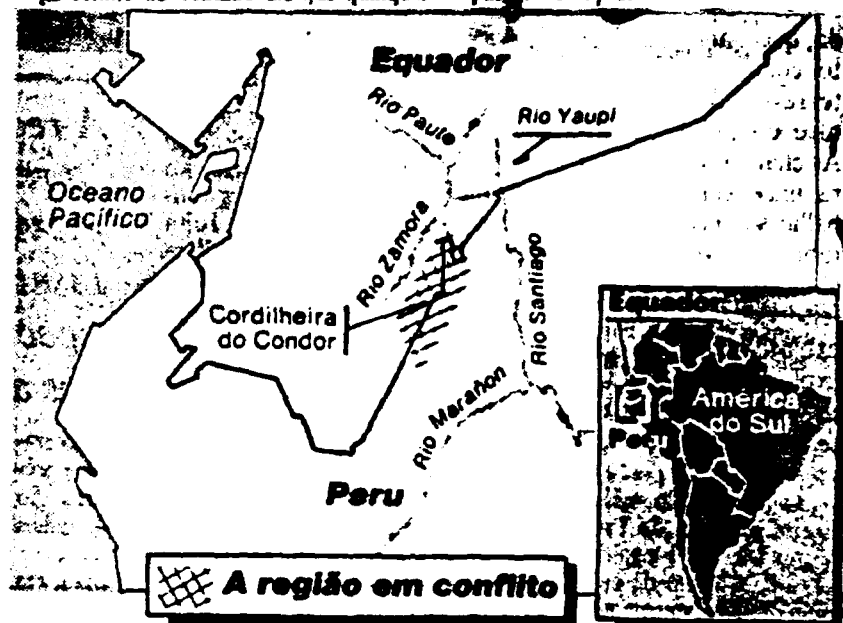 Equador
Rio Paute
Rio Yaupi
Oceano
Pacífico
Rio Zamora
Cordilheira
do Condor
Rio Santiago
Rio Marañon
Peru
A região em conflito
Equador
América
do Sul
Peru